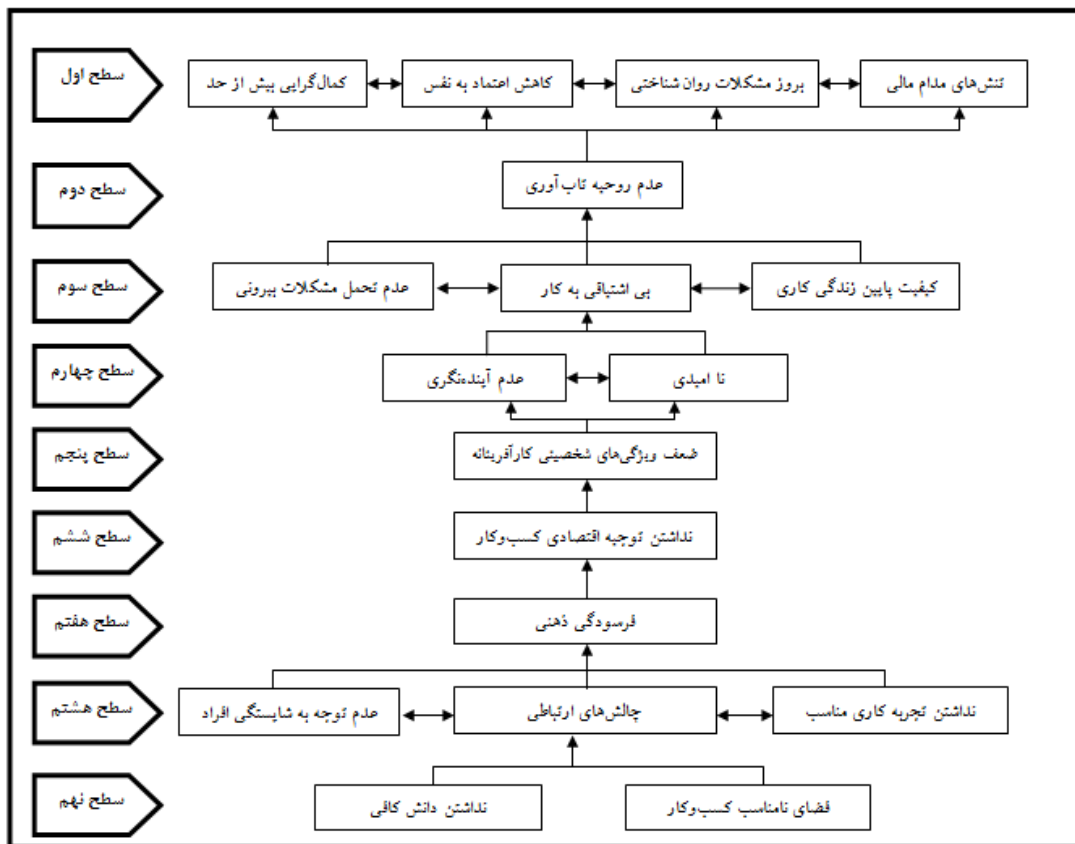 سطح اول
تنش‌های مدام مالی
بروز مشکلات روان شناختی
کاهش اعتماد به نفس
کمال‌گرایی بیش از حد
سطح دوم
عدم روحیه تاب آوری
سطح سوم
کیفیت پایین زندگی کاری
بی اشتیاقی به کار
عدم تحمل مشکلات بیرونی
سطح چهارم
نا امیدی
عدم آینده‌نگری
سطح پنجم
ضعف ویژگی‌های شخصیتی کارآفرینانه
سطح ششم
نداشتن توجیه اقتصادی کسب‌وکار
سطح هفتم
فرسودگی ذهنی
سطح هشتم
نداشتن تجربه کاری مناسب
چالش‌های ارتباطی
عدم توجه به شایستگی افراد
سطح نهم
فضای نامناسب کسب‌وکار
نداشتن دانش کافی